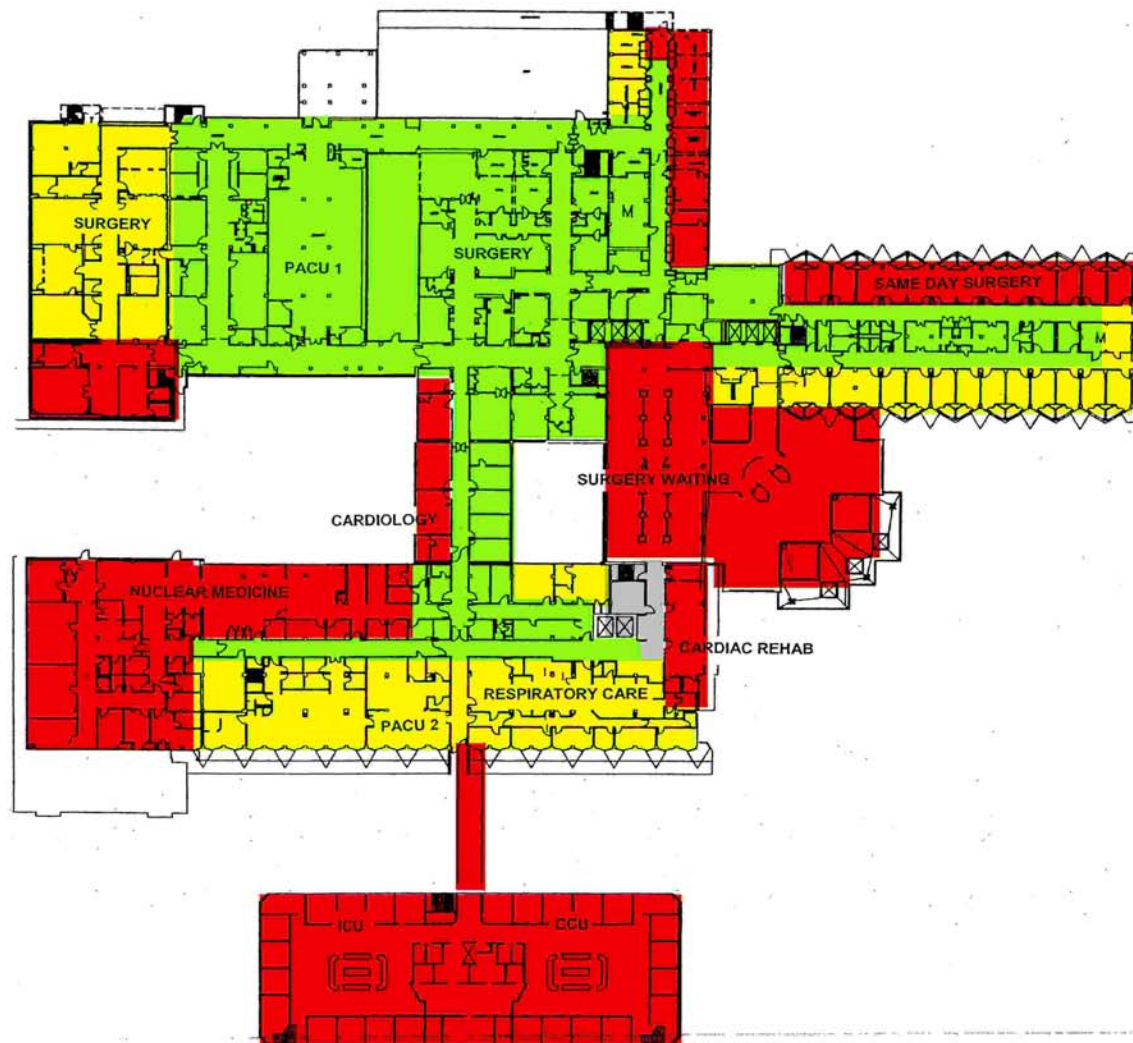 M
SURGERY
SURGERY
PACU 1
SAME DAY SURGERY
M
SURGERY WAITING
CARDIOLOGY
NUCLEAR MEDICINE
CARDIAC REHAB
RESPIRATORY CARE
PACU 2
ICU
CCU